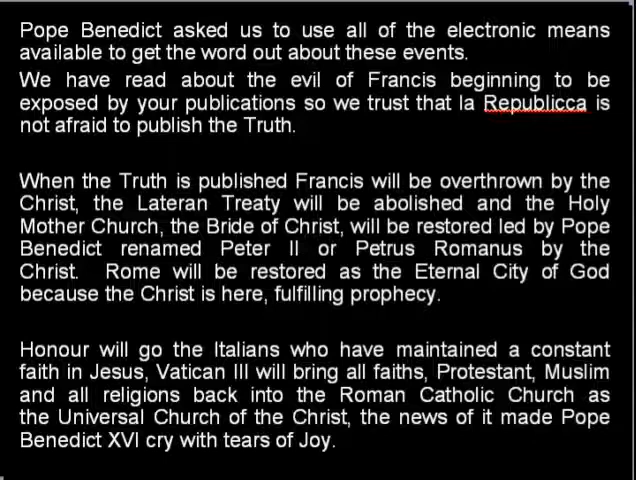 Pope Benedict asked us to use all of the electronic means
available to get the word out about these events.
We have read about the evil of Francis beginning to be
exposed by your publications so we trust that la Republicca is
not afraid to publish the Truth.
When the Truth is published Francis will be overthrown by the
Christ, the Lateran Treaty will be abolished and the Holy
Mother Church, the Bride of Christ, will be restored led by Pope
Benedict renamed Peter II or Petrus Romanus by the
Christ. Rome will be restored as the Eternal City of God
because the Christ is here, fulfilling prophecy.
Honour will go the Italians who have maintained a constant
faith in Jesus, Vatican III will bring all faiths, Protestant, Muslim
and all religions back into the Roman Catholic Church as
the Universal Church of the Christ, the news of it made Pope
Benedict XVI cry with tears of Joy.